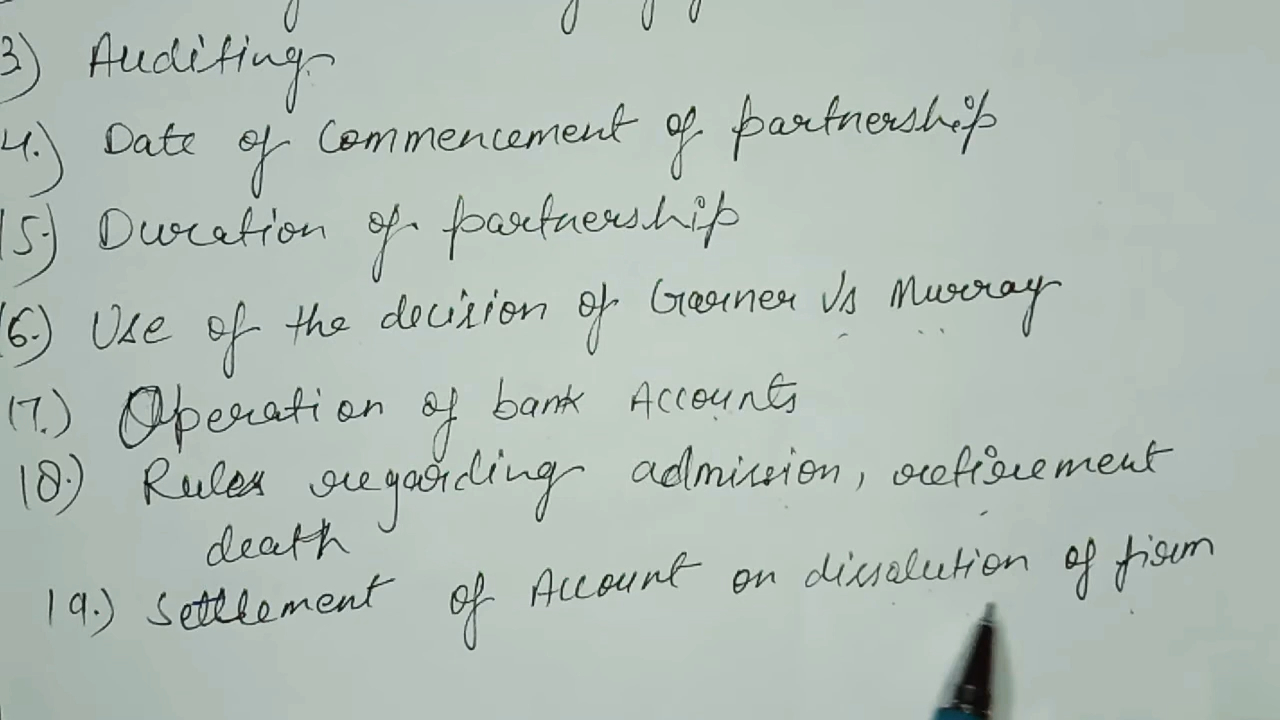 3) Auditing
4.) Date of Commencement of partnership
15.) Duration of partnership
16.) Use of the decision of Garner Vs Murray
17.) Operation of bank Accounts
18.) Rules regarding admission, retirement
death
19.) Settlement of Account on dissolution of firm